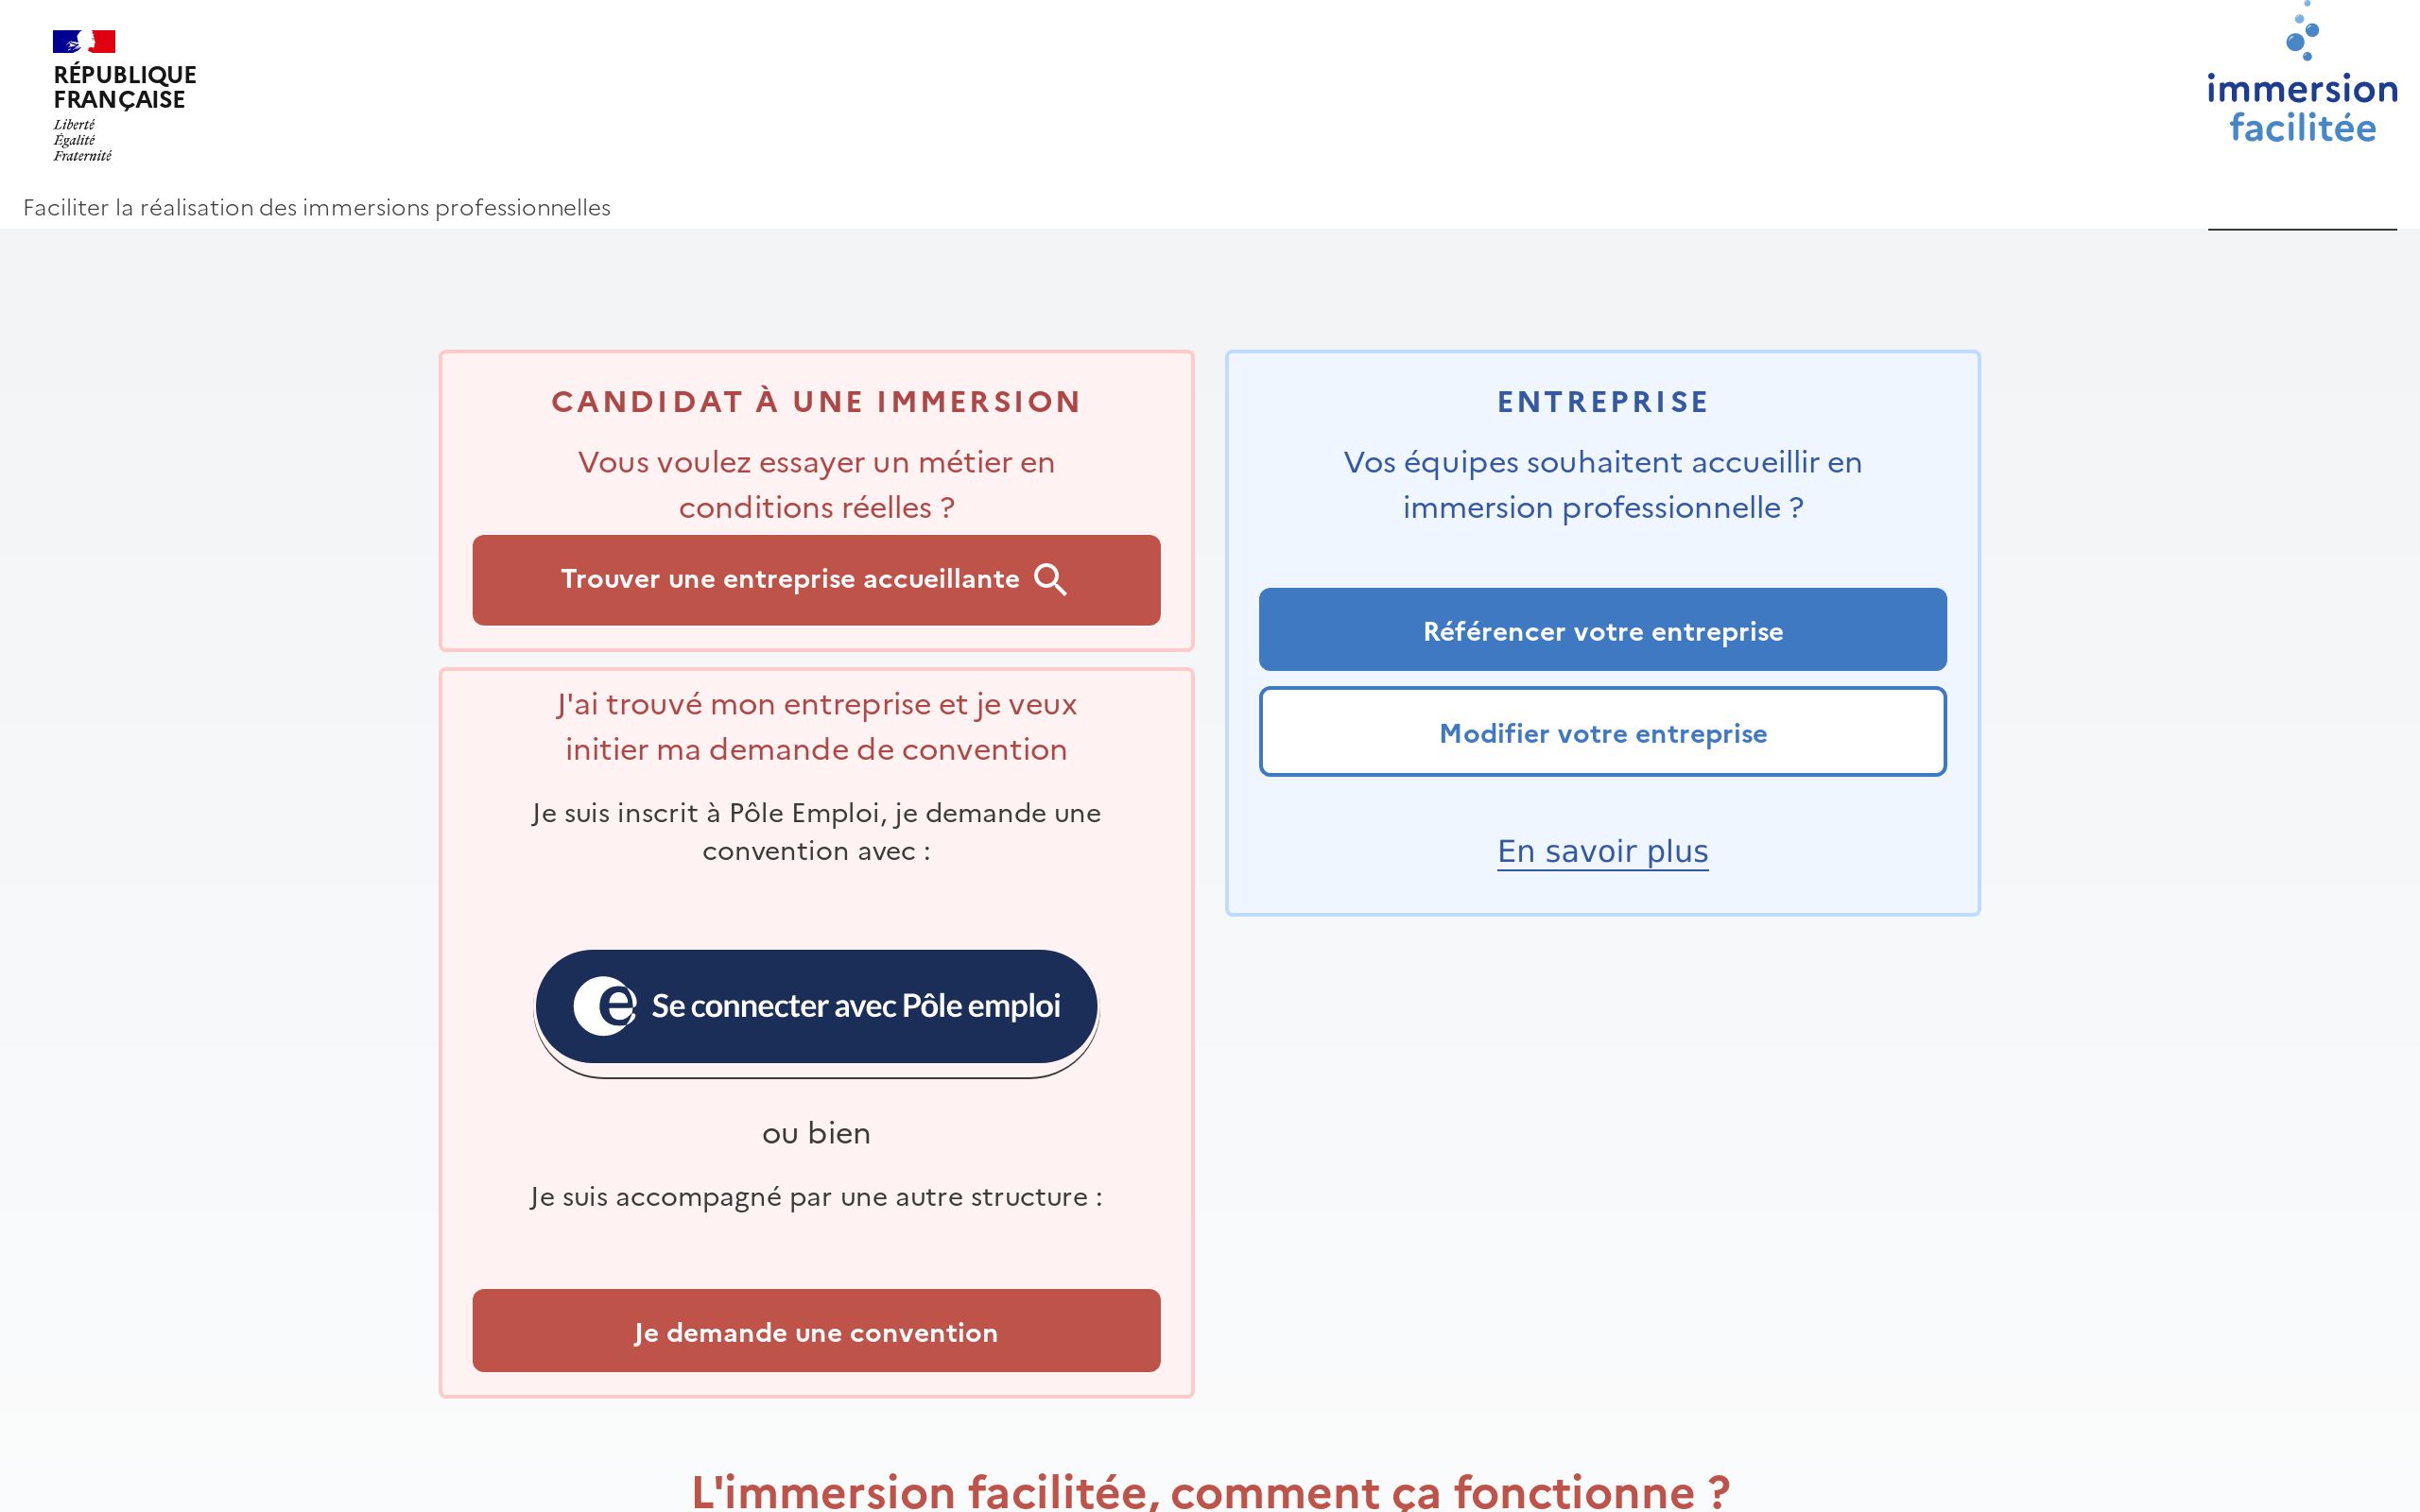 RÉPUBLIQUE
FRANÇAISE
Liberté
Égalité
Fraternité
immersion
facilitée
Faciliter la réalisation des immersions professionnelles
CANDIDAT À UNE IMMERSION
Vous voulez essayer un métier en
conditions réelles ?
Trouver une entreprise accueillante
J'ai trouvé mon entreprise et je veux
initier ma demande de convention
Je suis inscrit à Pôle Emploi, je demande une
convention avec :
Se connecter avec Pôle emploi
ou bien
Je suis accompagné par une autre structure :
Je demande une convention
ENTREPRISE
Vos équipes souhaitent accueillir en
immersion professionnelle ?
Référencer votre entreprise
Modifier votre entreprise
En savoir plus
L'immersion facilitée, comment ça fonctionne ?